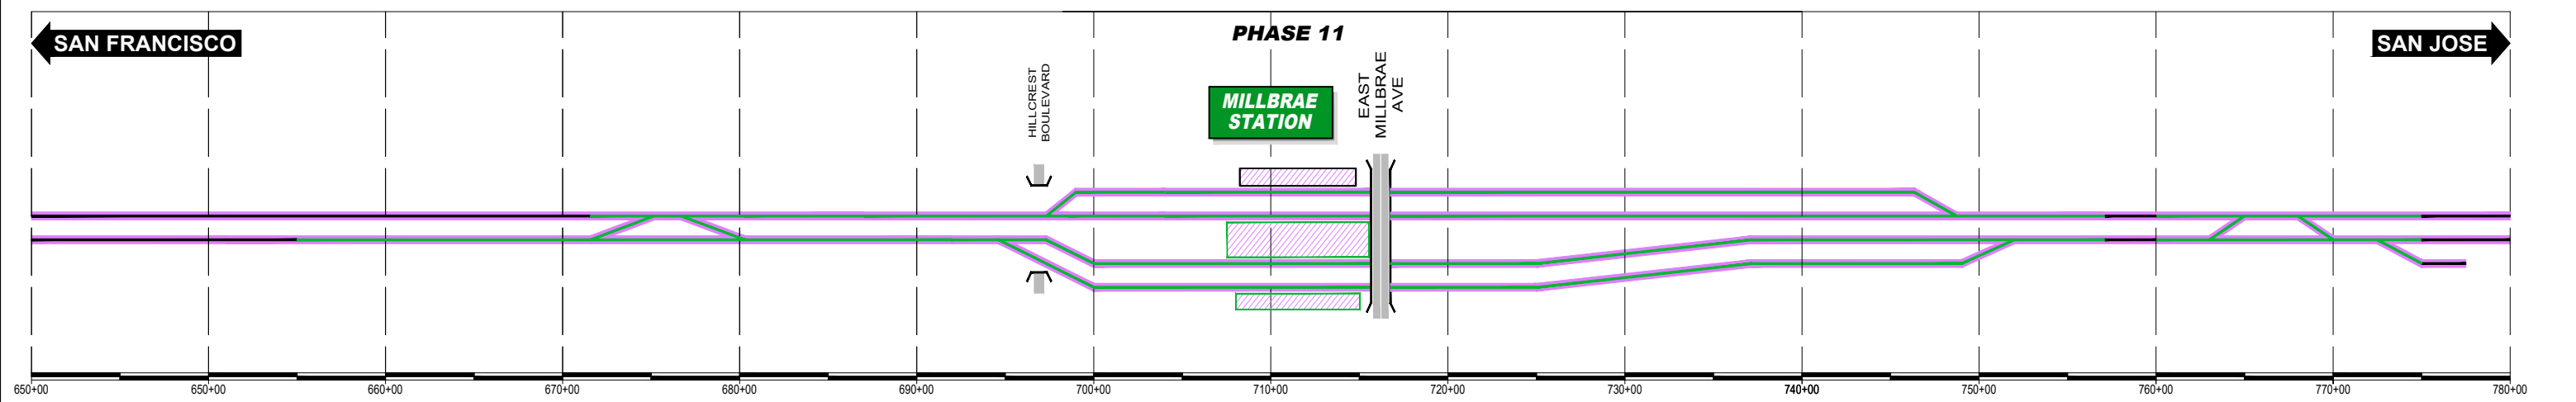 PHASE 11
SAN FRANCISCO
SAN JOSE
HILLCREST
BOULEVARD
MILLBRAE
STATION
EAST
MILLBRAE
AVE
650+00
650+00
660+00
670+00
680+00
690+00
700+00
710+00
720+00
730+00
740+00
750+00
760+00
770+00
780+00